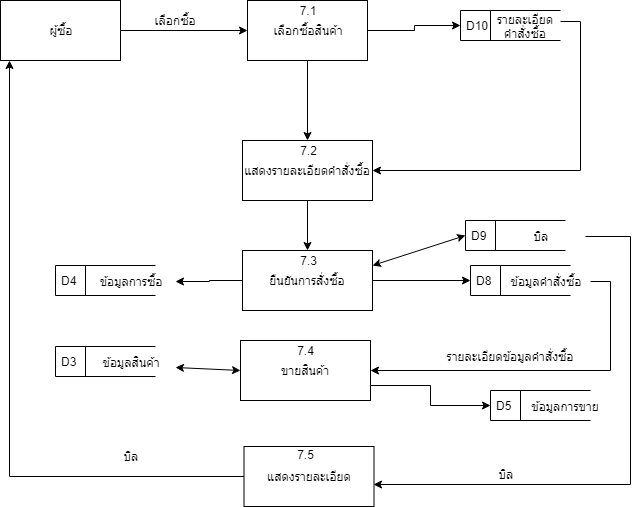 ผู้ซื้อ
เลือกซื้อ
7.1
เลือกซื้อสินค้า
D10
รายละเอียด
คำสั่งซื้อ
7.2
แสดงรายละเอียดคำสั่งซื้อ
D9
บิล
7.3
ยืนยันการสั่งซื้อ
D4
ข้อมูลการซื้อ
D8
ข้อมูลคำสั่งซื้อ
7.4
ขายสินค้า
D3
ข้อมูลสินค้า
รายละเอียดข้อมูลคำสั่งซื้อ
D5
ข้อมูลการขาย
7.5
แสดงรายละเอียด
บิล
บิล